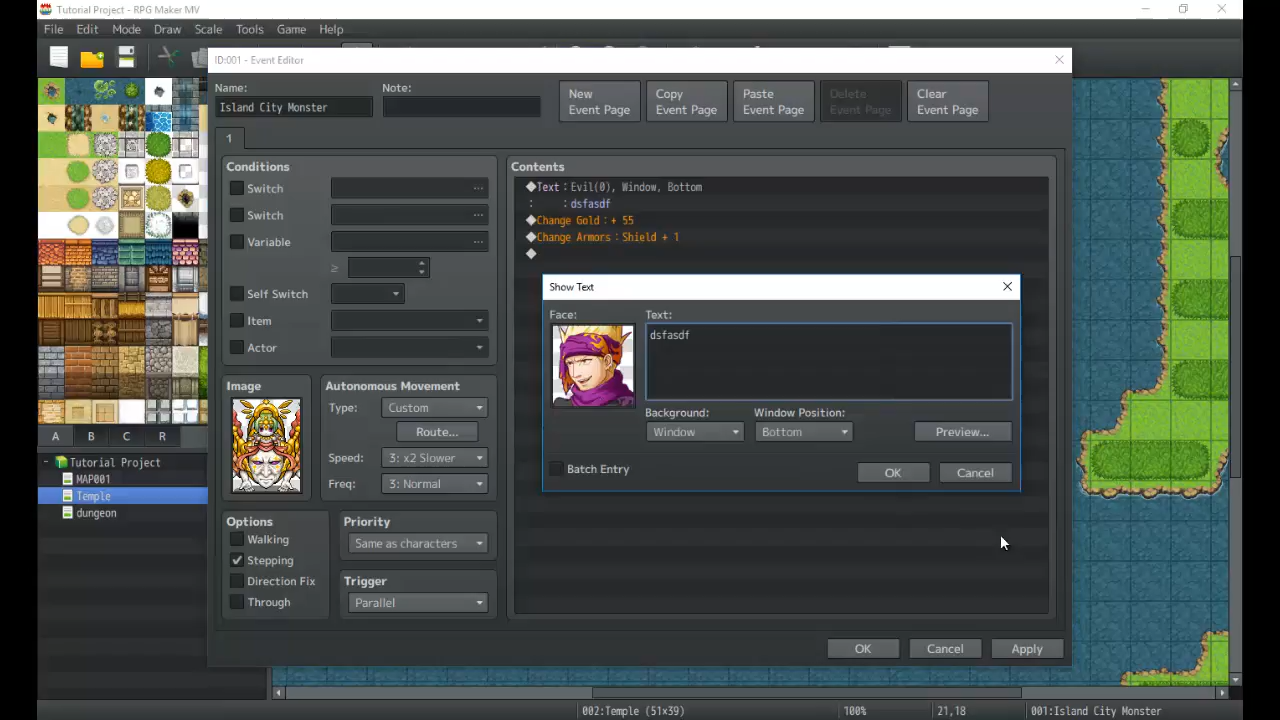 Tutorial Project - RPG Maker MV
File Edit Mode Draw Scale Tools Game Help
ID:001 - Event Editor
Name:
Island City Monster
Note:
New
Event Page
Copy
Event Page
Paste
Event Page
Delete
Event Page
Clear
Event Page
1
Conditions
Switch
...
Switch
...
Variable
...
≥
Self Switch
Item
Actor
Image
Autonomous Movement
Type: Custom
Route...
Speed: 3: x2 Slower
Freq: 3: Normal
Options
Walking
Stepping
Direction Fix
Through
Priority
Same as characters
Trigger
Parallel
Contents
◆Text : Evil(0), Window, Bottom
: : dsfasdf
◆Change Gold : + 55
◆Change Armors : Shield + 1
◆
Show Text
Face:
Text:
dsfasdf
Background:
Window
Window Position:
Bottom
Preview...
Batch Entry
OK
Cancel
OK
Cancel
Apply
A B C R
Tutorial Project
MAP001
Temple
dungeon
002:Temple (51x39)
100%
21,18
001:Island City Monster